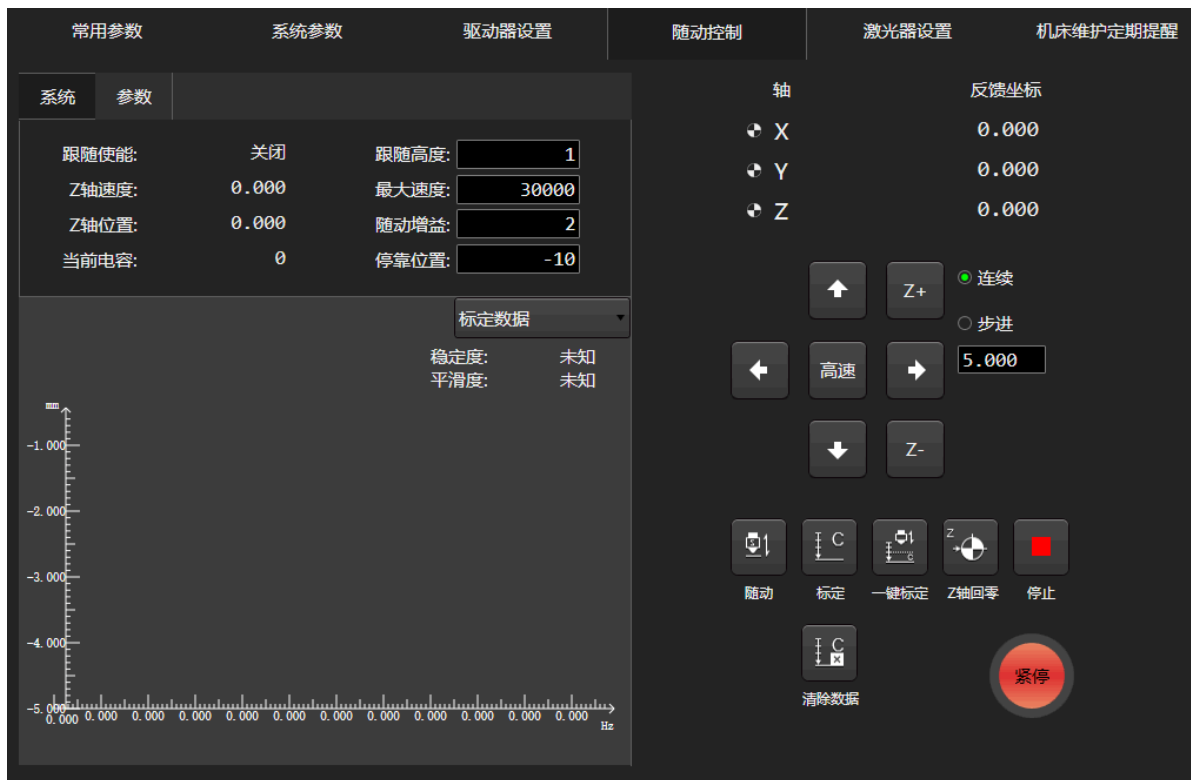 常用参数 系统参数 驱动器设置 随动控制 激光器设置 机床维护定期提醒
系统 参数
跟随使能: 关闭 跟随高度: 1
Z轴速度: 0.000 最大速度: 30000
Z轴位置: 0.000 随动增益: 2
当前电容: 0 停靠位置: -10
标定数据
稳定度: 未知
平滑度: 未知
mm
-1.000
-2.000
-3.000
-4.000
-5.000
0.000 0.000 0.000 0.000 0.000 0.000 0.000 0.000 0.000 0.000 0.000 0.000
Hz
轴 反馈坐标
X 0.000
Y 0.000
Z 0.000
Z+ 连续
步进
高速 5.000
Z-
C C Z
随动 标定 一键标定 Z轴回零 停止
C
清除数据
紧停